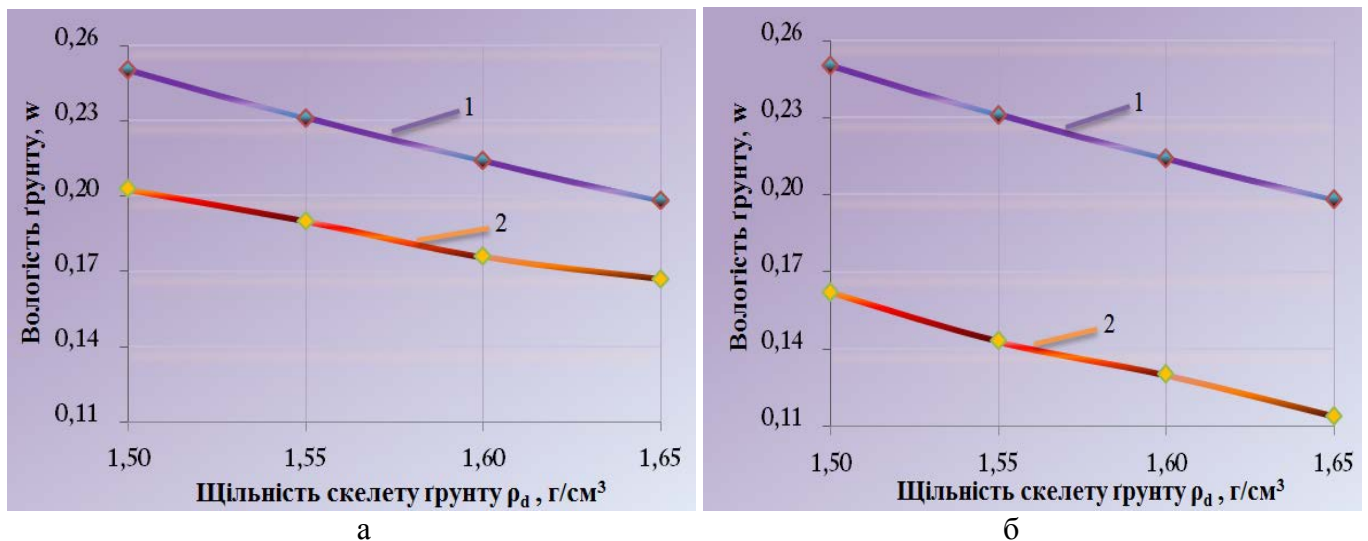 0,26
0,23
0,20
0,17
0,14
0,11
Вологість ґрунту, w
1
2
1,50 1,55 1,60 1,65
Щільність скелету ґрунту ρd , г/см³
а
0,26
0,23
0,20
0,17
0,14
0,11
Вологість ґрунту, w
1
2
1,50 1,55 1,60 1,65
Щільність скелету ґрунту ρd , г/см³
б